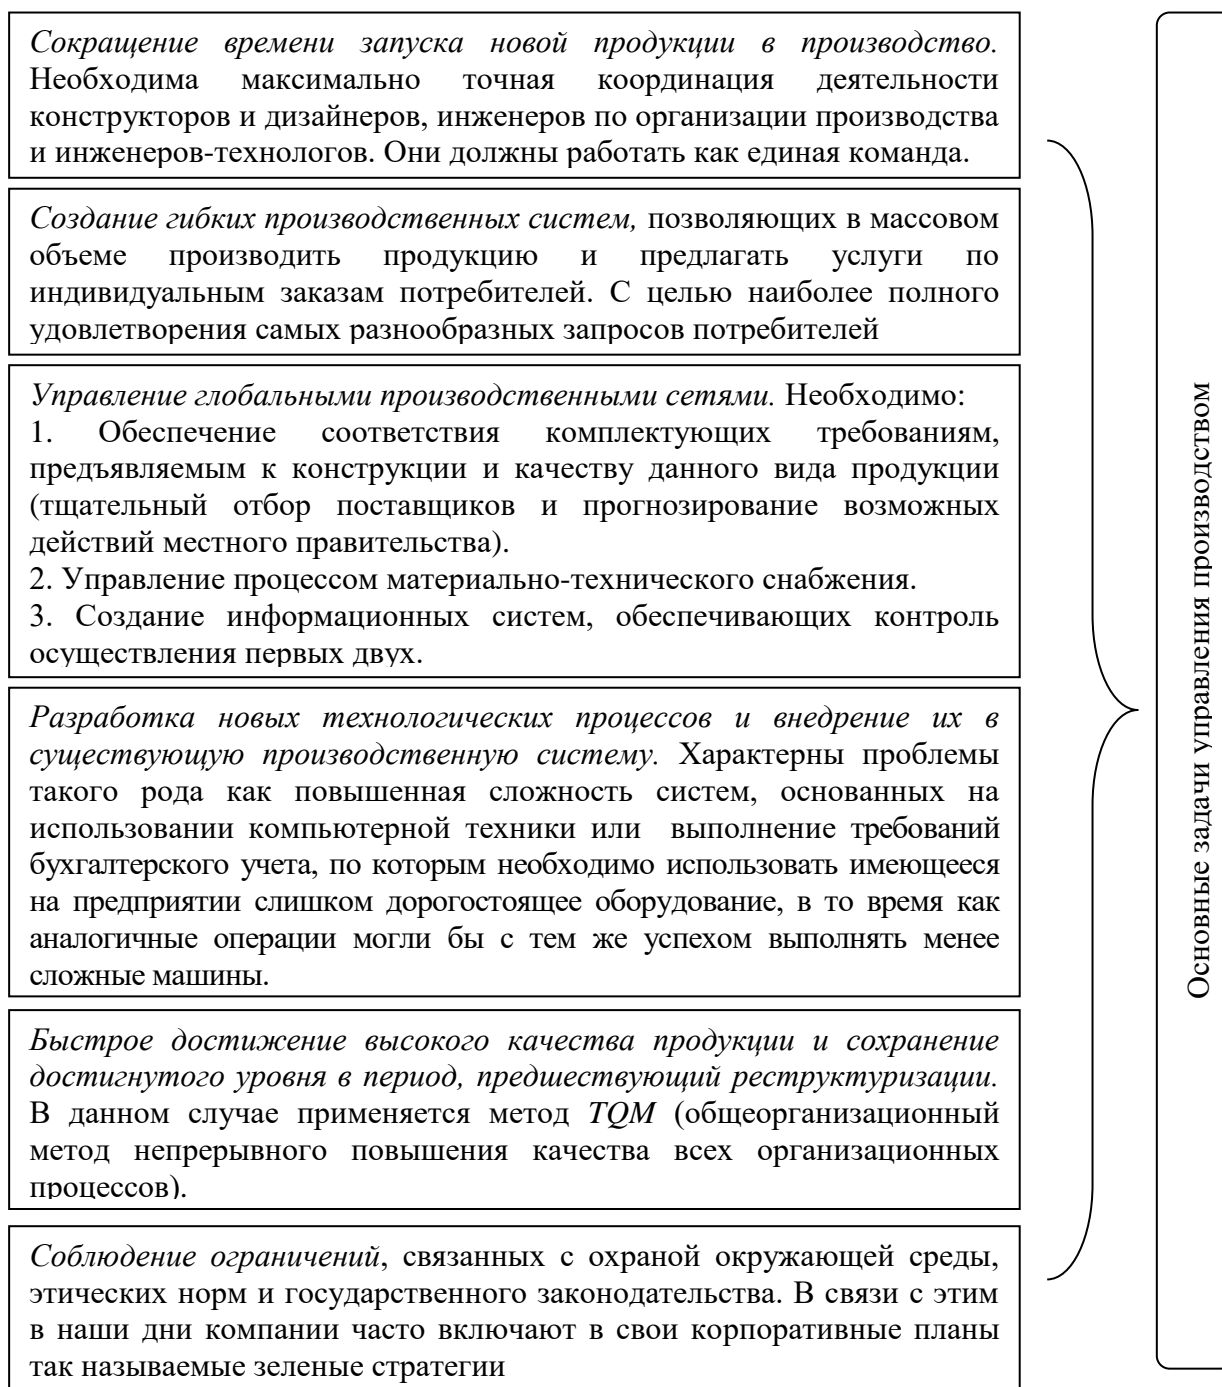 Сокращение времени запуска новой продукции в производство.
Необходима максимально точная координация деятельности
конструкторов и дизайнеров, инженеров по организации производства
и инженеров-технологов. Они должны работать как единая команда.
Создание гибких производственных систем, позволяющих в массовом
объеме производить продукцию и предлагать услуги по
индивидуальным заказам потребителей. С целью наиболее полного
удовлетворения самых разнообразных запросов потребителей
Управление глобальными производственными сетями. Необходимо:
1. Обеспечение соответствия комплектующих требованиям,
предъявляемым к конструкции и качеству данного вида продукции
(тщательный отбор поставщиков и прогнозирование возможных
действий местного правительства).
2. Управление процессом материально-технического снабжения.
3. Создание информационных систем, обеспечивающих контроль
осуществления первых двух.
Разработка новых технологических процессов и внедрение их в
существующую производственную систему. Характерны проблемы
такого рода как повышенная сложность систем, основанных на
использовании компьютерной техники или выполнение требований
бухгалтерского учета, по которым необходимо использовать имеющееся
на предприятии слишком дорогостоящее оборудование, в то время как
аналогичные операции могли бы с тем же успехом выполнять менее
сложные машины.
Быстрое достижение высокого качества продукции и сохранение
достигнутого уровня в период, предшествующий реструктуризации.
В данном случае применяется метод TQM (общеорганизационный
метод непрерывного повышения качества всех организационных
процессов).
Соблюдение ограничений, связанных с охраной окружающей среды,
этических норм и государственного законодательства. В связи с этим
в наши дни компании часто включают в свои корпоративные планы
так называемые зеленые стратегии
Основные задачи управления производством